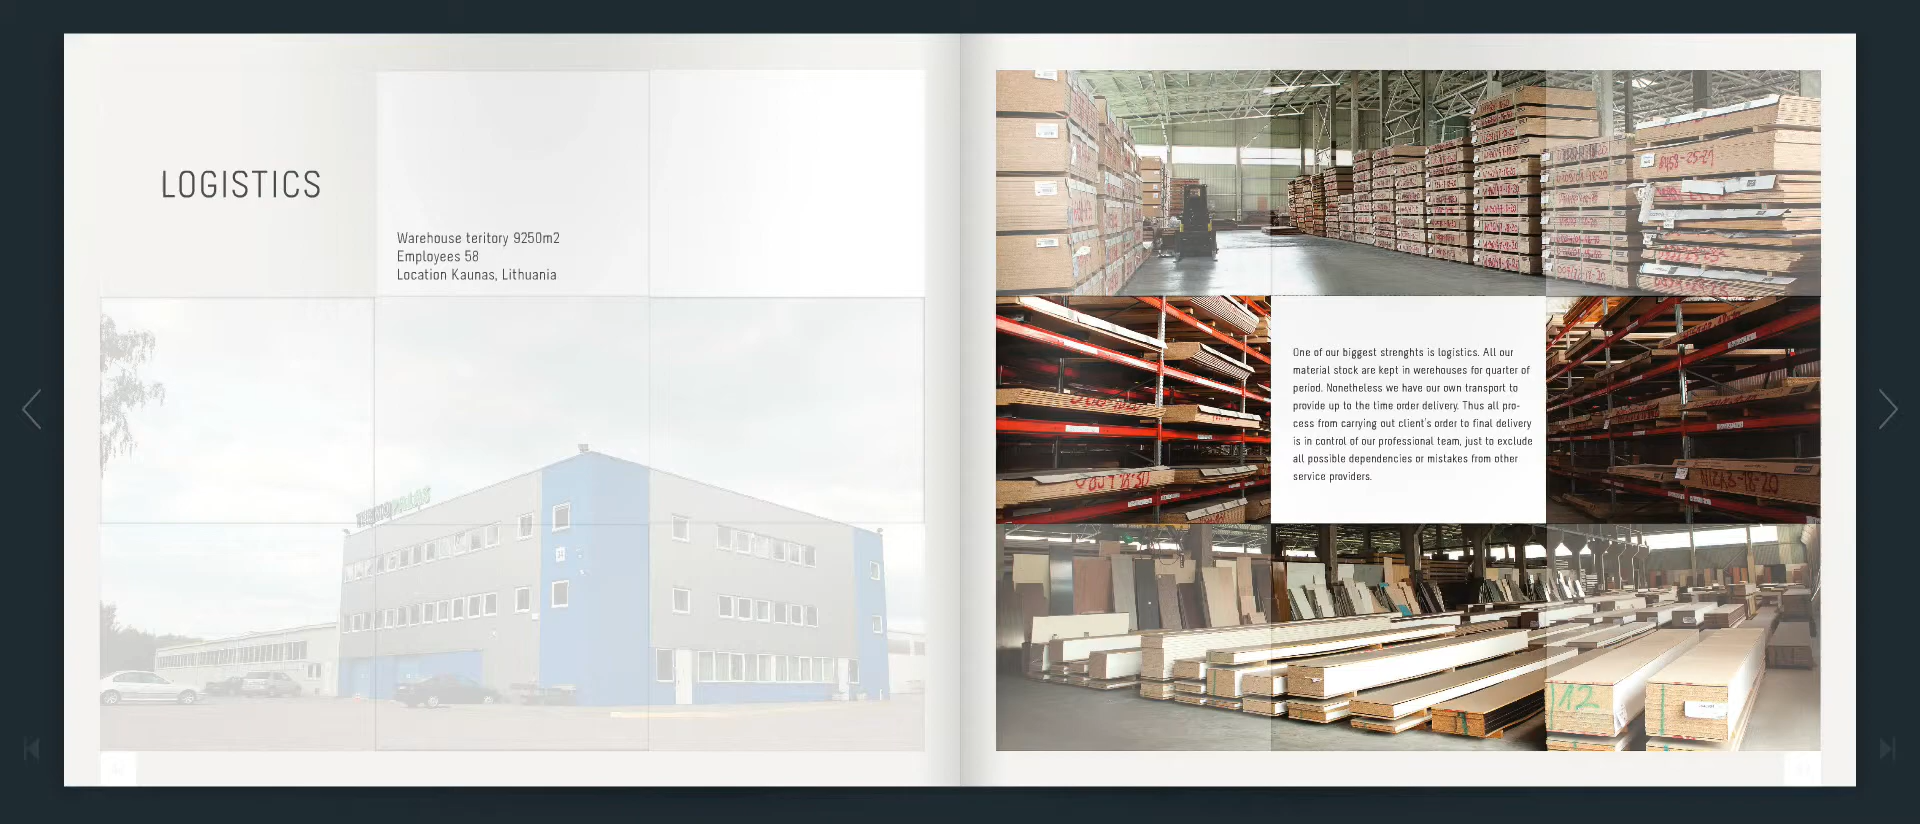 LOGISTICS
Warehouse teritory 9250m2
Employees 58
Location Kaunas, Lithuania
One of our biggest strenghts is logistics. All our
material stock are kept in werehouses for quarter of
period. Nonetheless we have our own transport to
provide up to the time order delivery. Thus all pro-
cess from carrying out client's order to final delivery
is in control of our professional team, just to exclude
all possible dependencies or mistakes from other
service providers.
12